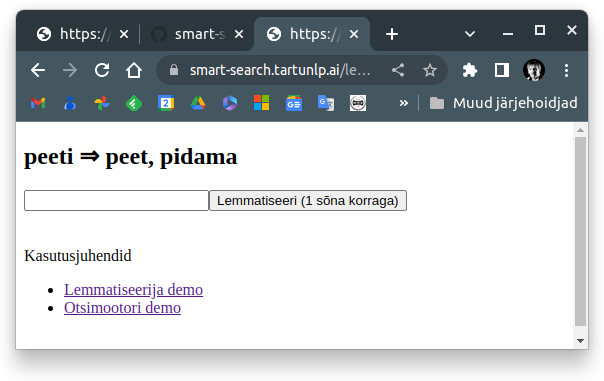 https:/
smart-s
https:/
smart-search.tartunlp.ai/le...
2
» Muud järjehoidjad
peeti ⇒ peet, pidama
Lemmatiseeri (1 sõna korraga)
Kasutusjuhendid
• Lemmatiseerija demo
• Otsimootori demo